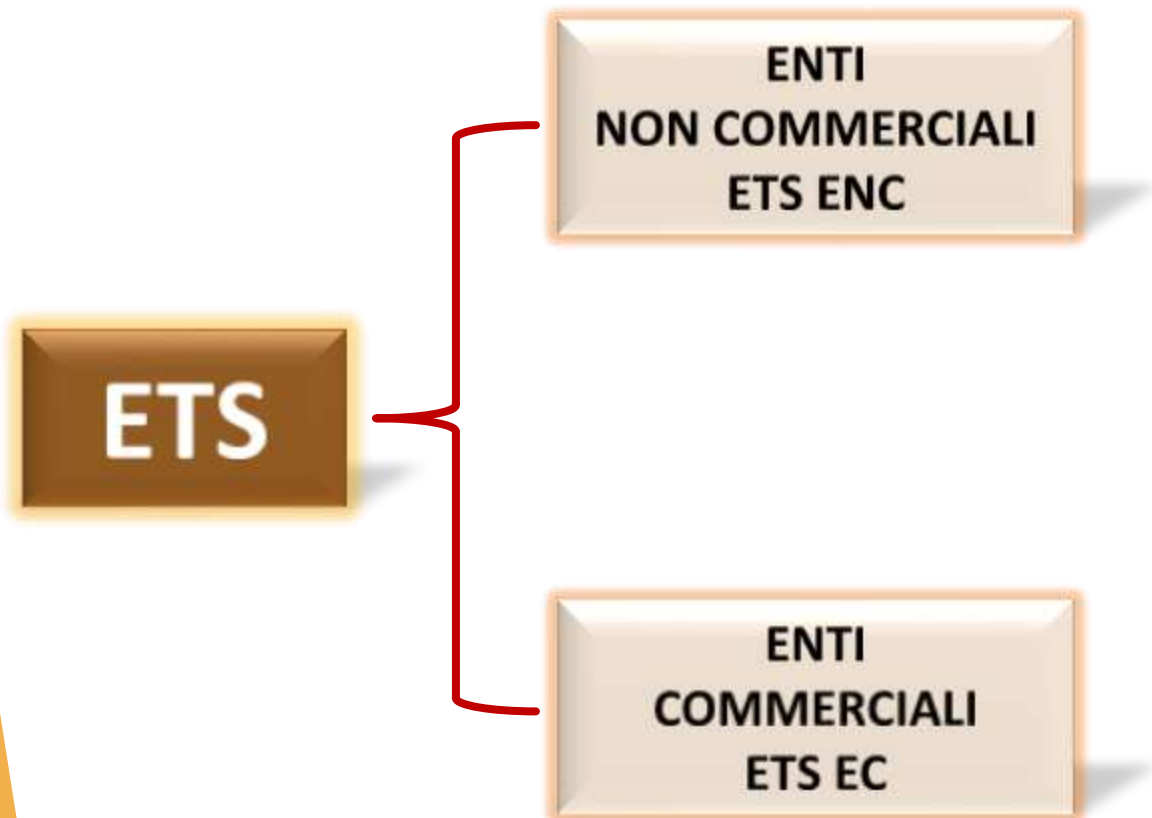 ENTI
NON COMMERCIALI
ETS ENC
ETS
ENTI
COMMERCIALI
ETS EC